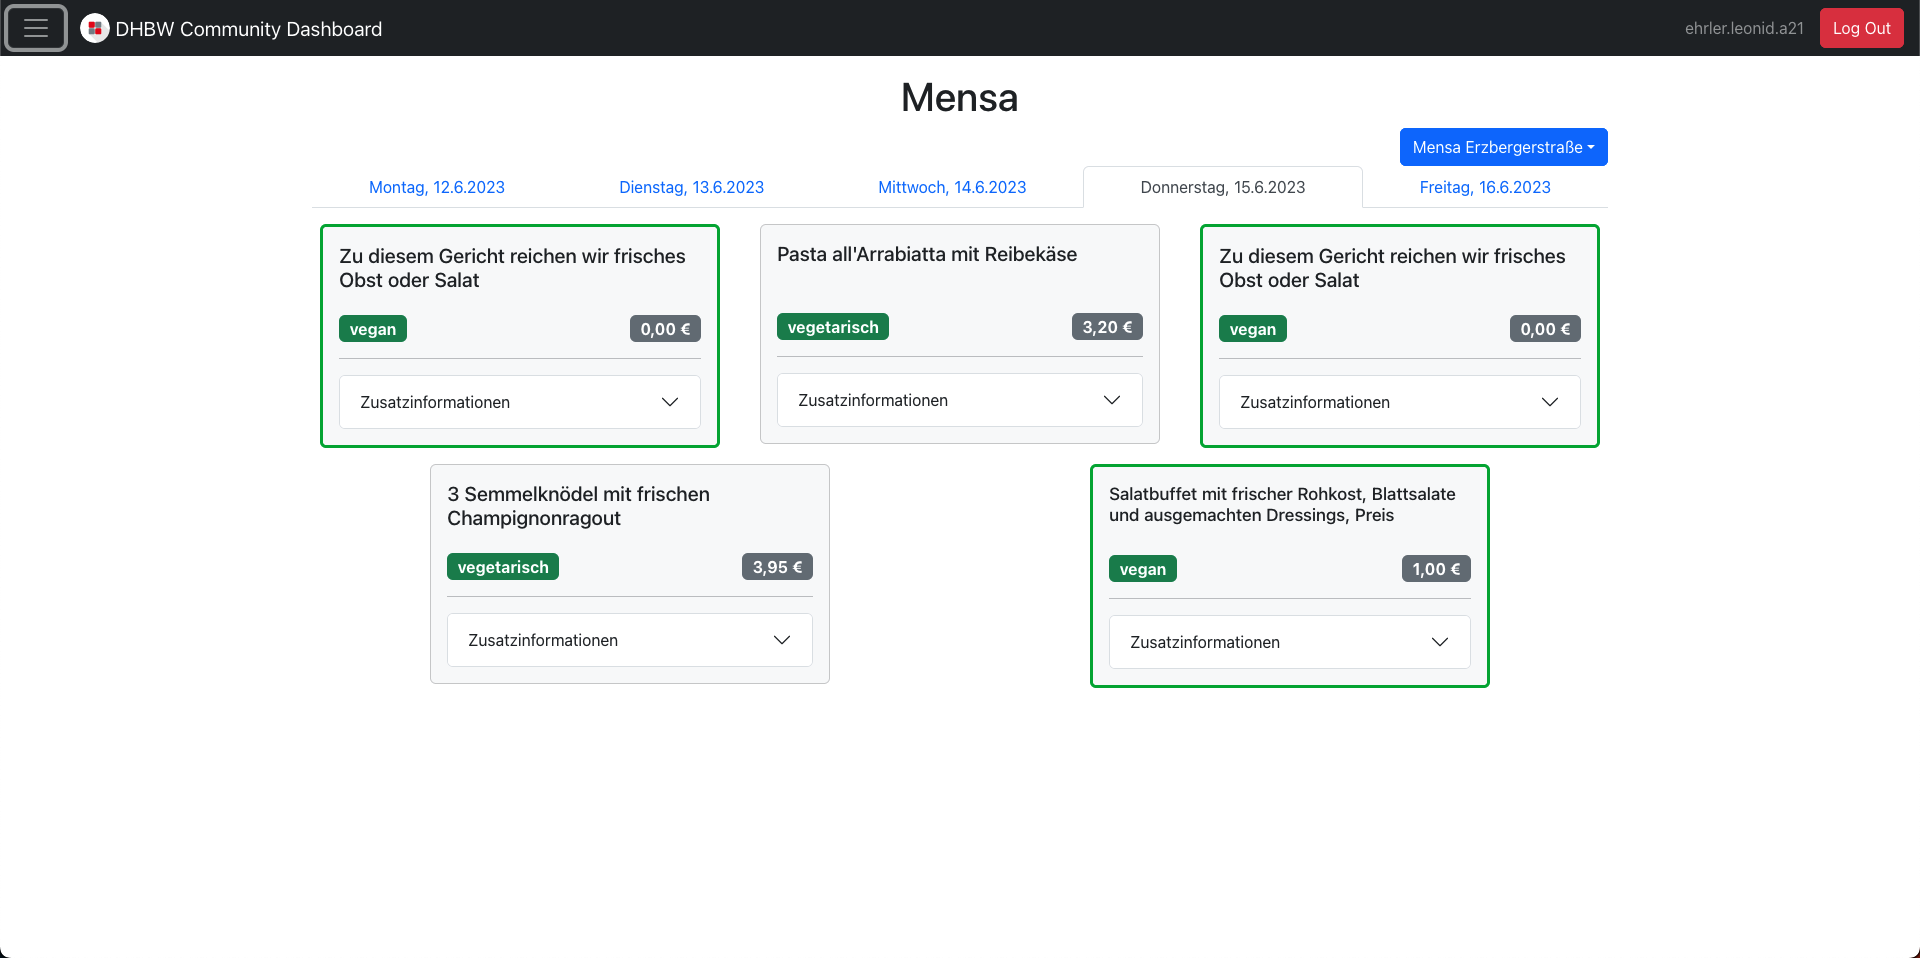 DHBW Community Dashboard
ehrler.leonid.a21
Log Out
Mensa
Mensa Erzbergerstraße
Montag, 12.6.2023
Dienstag, 13.6.2023
Mittwoch, 14.6.2023
Donnerstag, 15.6.2023
Freitag, 16.6.2023
Zu diesem Gericht reichen wir frisches
Obst oder Salat
vegan
0,00 €
Zusatzinformationen
Pasta all'Arrabiatta mit Reibekäse
vegetarisch
3,20 €
Zusatzinformationen
Zu diesem Gericht reichen wir frisches
Obst oder Salat
vegan
0,00 €
Zusatzinformationen
3 Semmelknödel mit frischen
Champignonragout
vegetarisch
3,95 €
Zusatzinformationen
Salatbuffet mit frischer Rohkost, Blattsalate
und ausgemachten Dressings, Preis
vegan
1,00 €
Zusatzinformationen